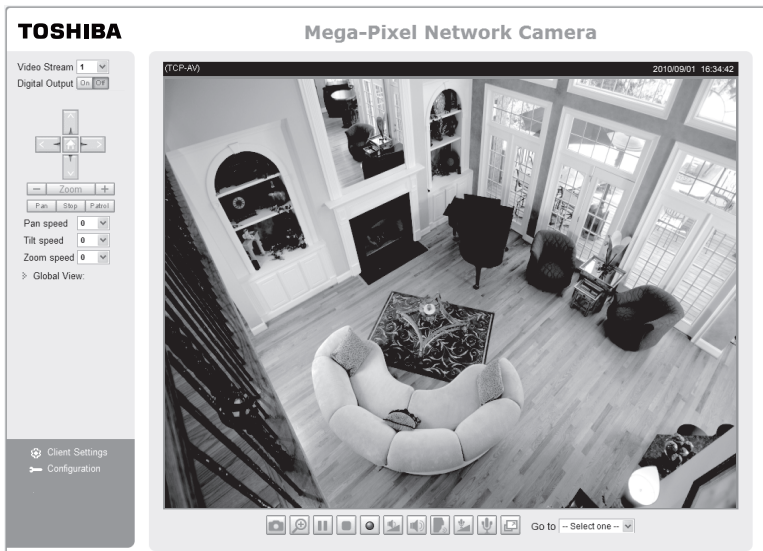 TOSHIBA
Mega-Pixel Network Camera
Video Stream 1
Digital Output On Off
Zoom
Pan Stop Patrol
Pan speed 0
Tilt speed 0
Zoom speed 0
Global View:
Client Settings
Configuration
(TCP-AV) 2010/09/01 16:34:42
Go to -- Select one --